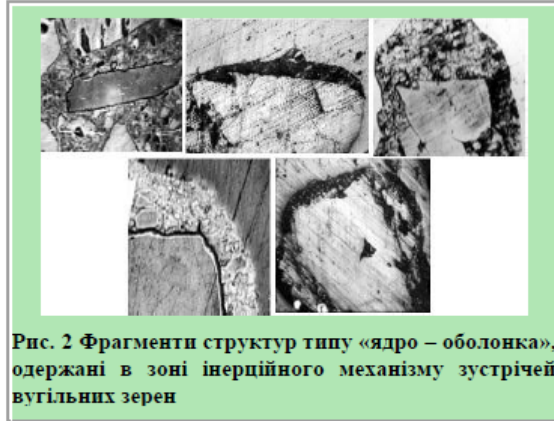 Рис. 2 Фрагменти структур типу «ядро – оболонка»,
одержані в зоні інерційного механізму зустрічей
вугільних зерен